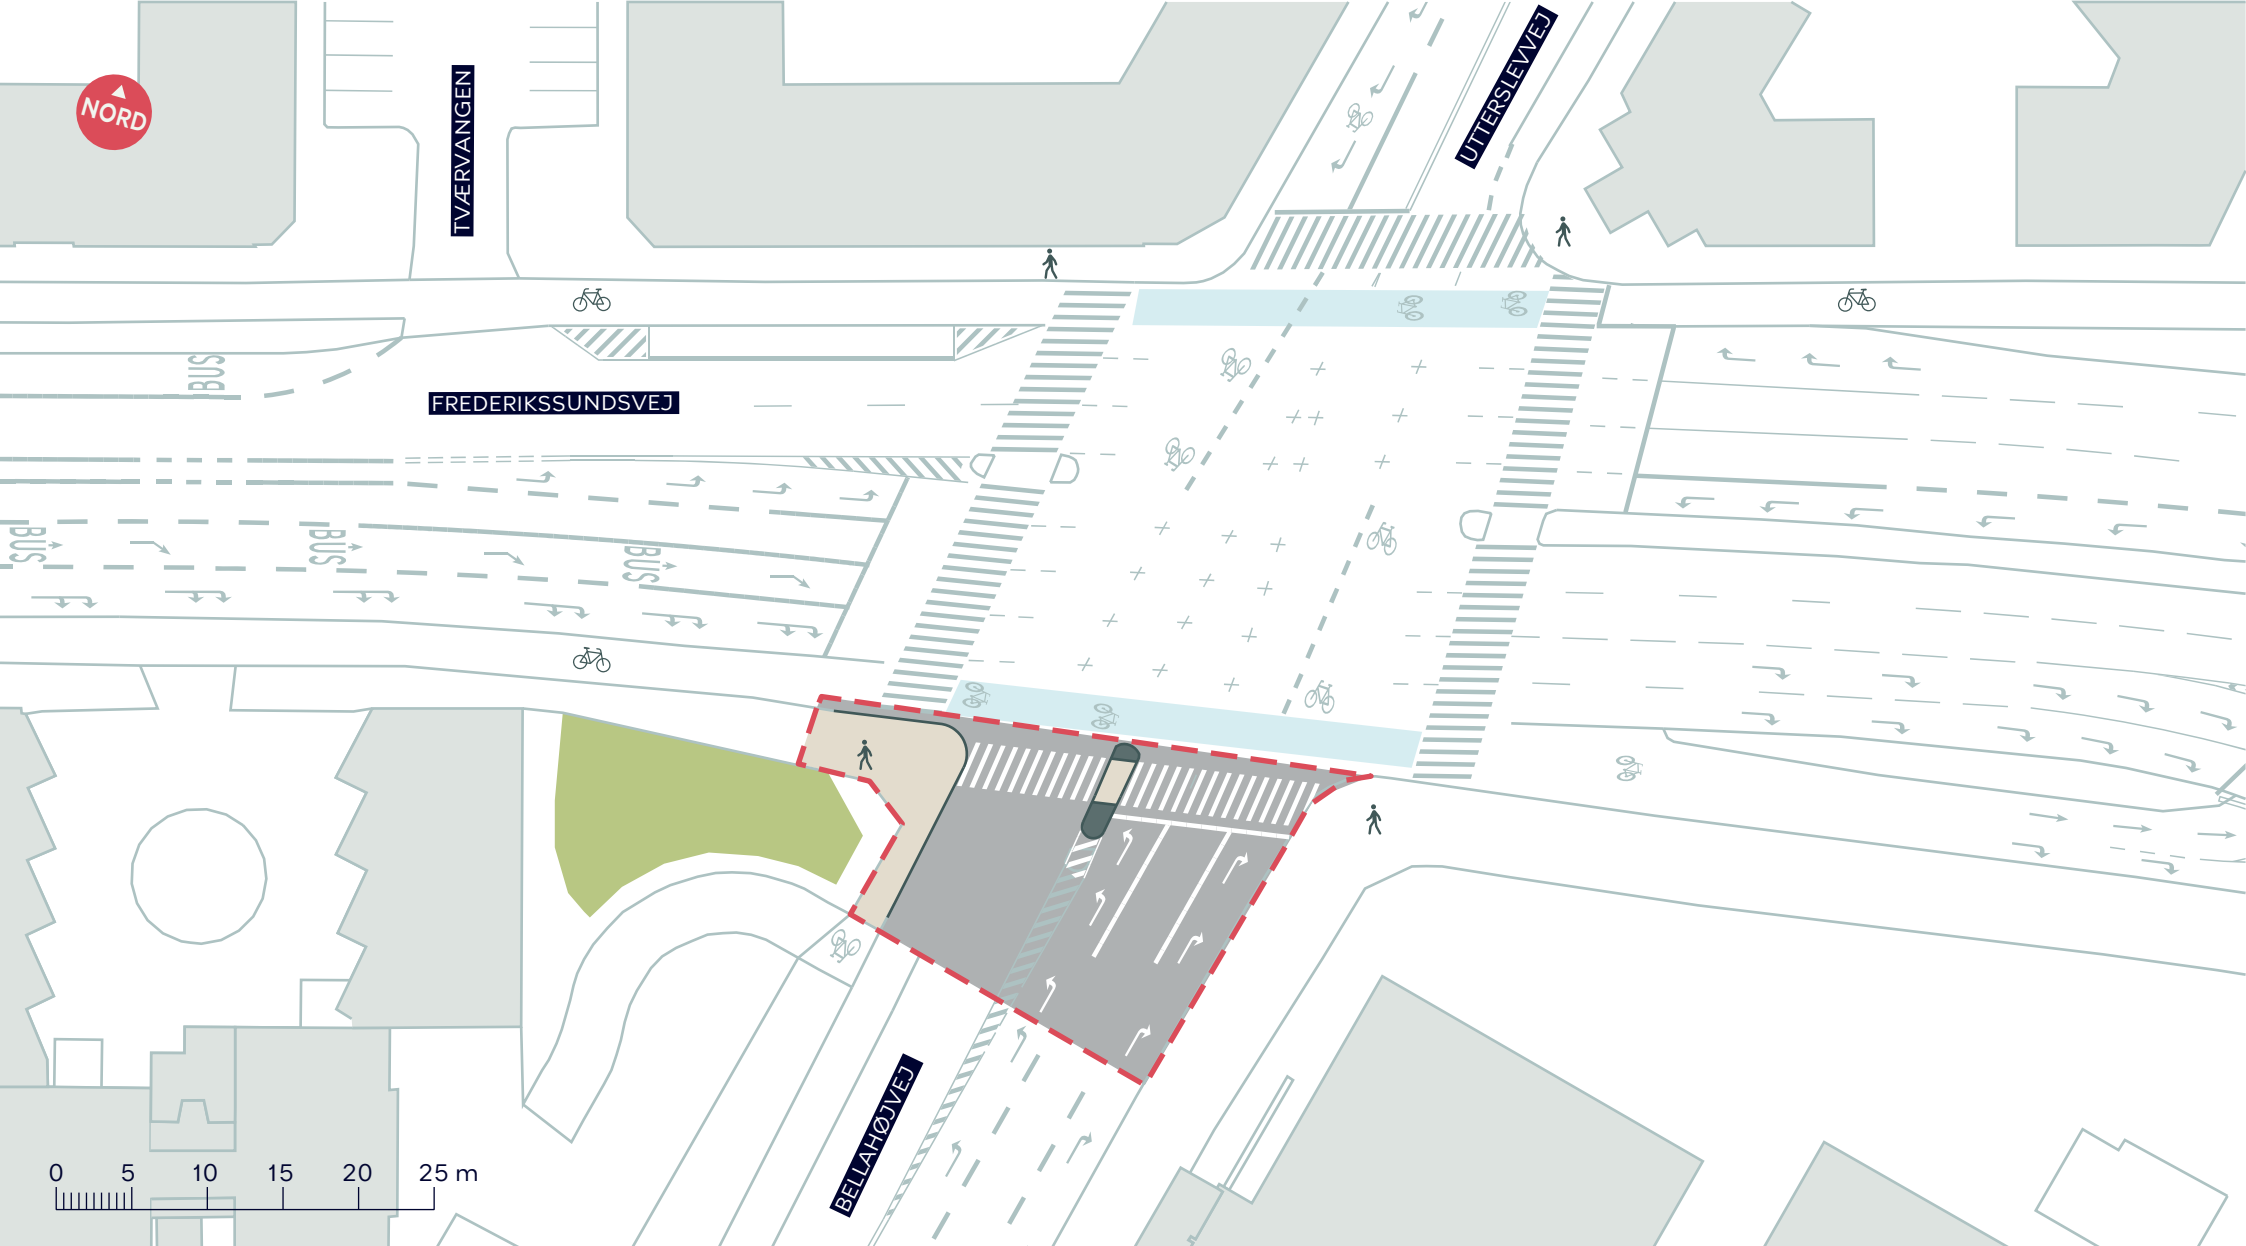 UTTERSLEVVEJ
NORD
TVÆRVANGEN
BUS
FREDERIKSSUNDSVEJ
BUS
BUS
BUS
BELLAHØJVEJ
0 5 10 15 20 25 m